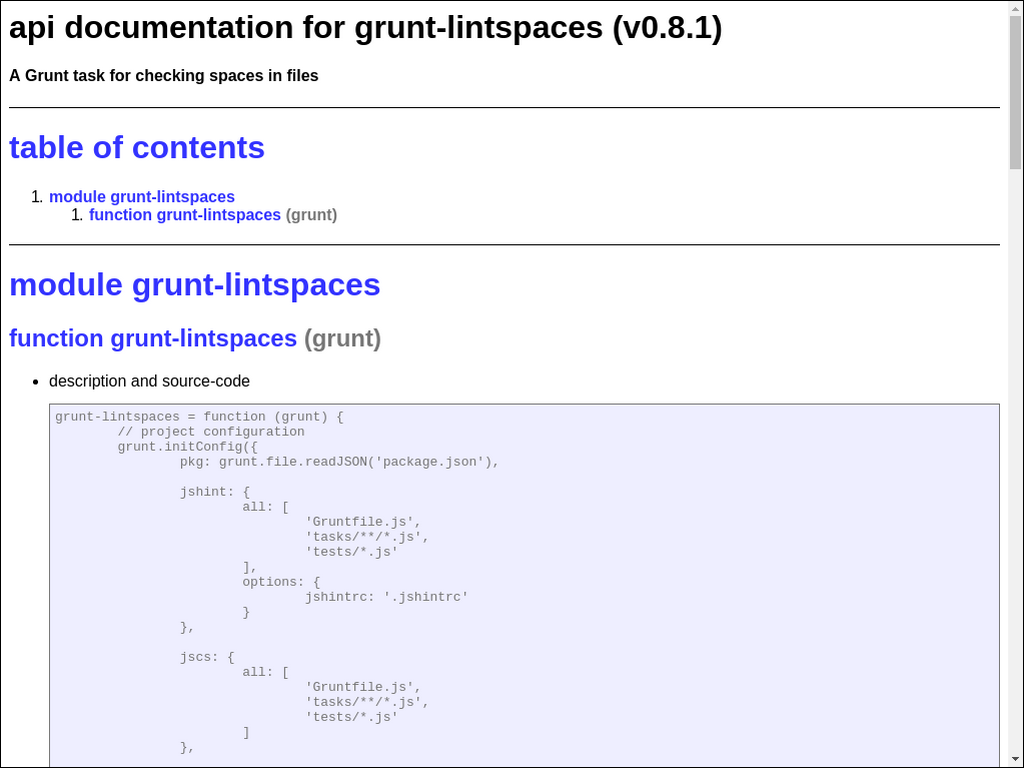 api documentation for grunt-lintspaces (v0.8.1)
A Grunt task for checking spaces in files
table of contents
1. module grunt-lintspaces
1. function grunt-lintspaces (grunt)
module grunt-lintspaces
function grunt-lintspaces (grunt)
• description and source-code
grunt-lintspaces = function (grunt) {
        // project configuration
        grunt.initConfig({
                pkg: grunt.file.readJSON('package.json'),
                jshint: {
                        all: [
                                'Gruntfile.js',
                                'tasks/**/*.js',
                                'tests/*.js'
                        ],
                        options: {
                                jshintrc: '.jshintrc'
                        }
                },
                jscs: {
                        all: [
                                'Gruntfile.js',
                                'tasks/**/*.js',
                                'tests/*.js'
                        ]
                },